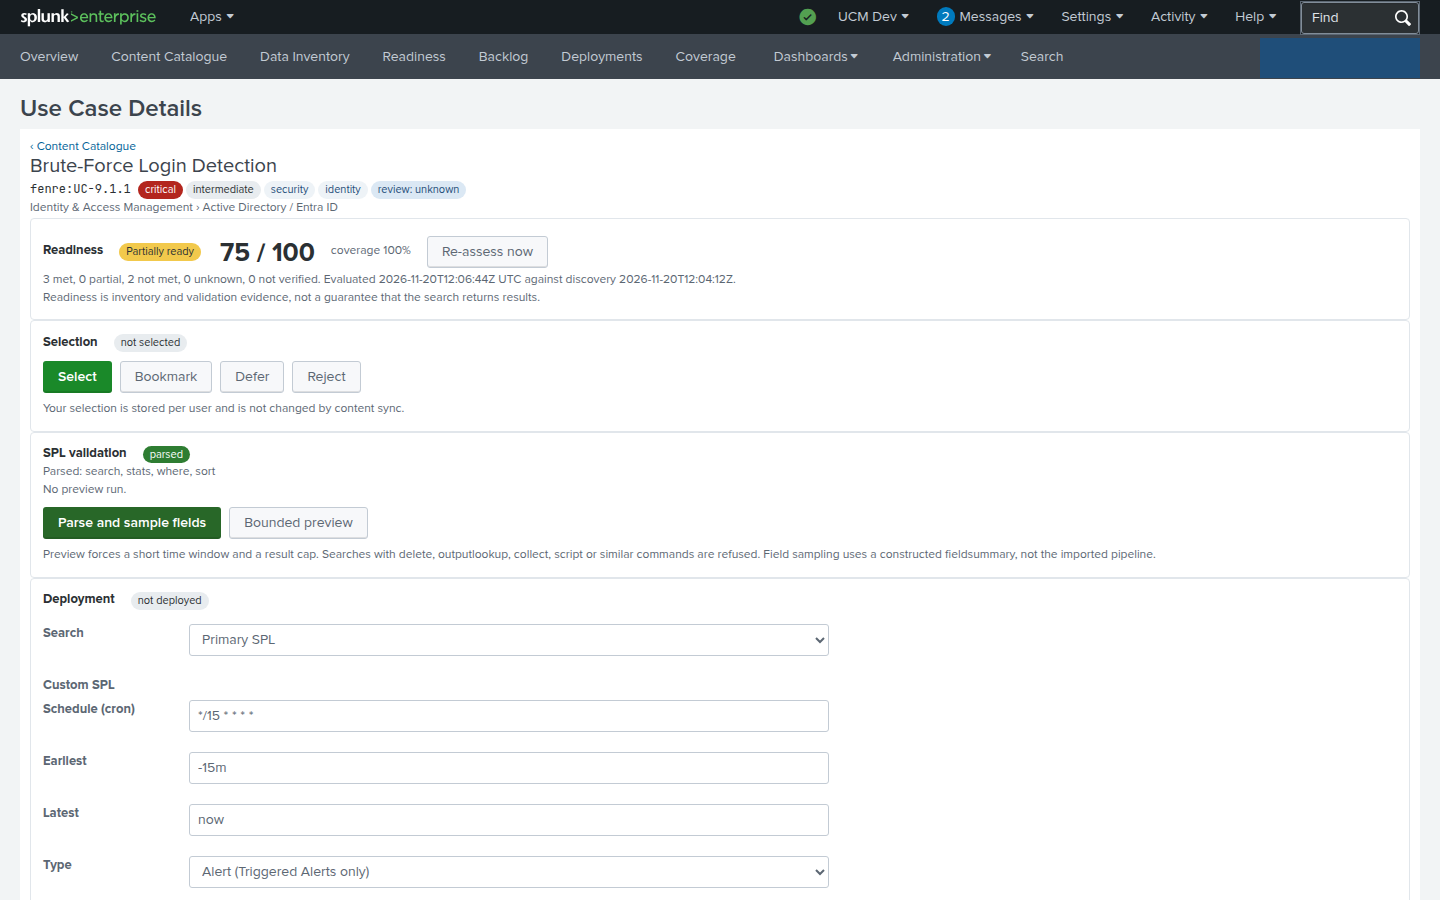 splunk>enterprise Apps UCM Dev 2 Messages Settings Activity Help Find
Overview Content Catalogue Data Inventory Readiness Backlog Deployments Coverage Dashboards Administration Search
Use Case Details
‹ Content Catalogue
Brute-Force Login Detection
fenre:UC-9.1.1 critical intermediate security identity review: unknown
Identity & Access Management › Active Directory / Entra ID
Readiness Partially ready 75 / 100 coverage 100% Re-assess now
3 met, 0 partial, 2 not met, 0 unknown, 0 not verified. Evaluated 2026-11-20T12:06:44Z UTC against discovery 2026-11-20T12:04:12Z.
Readiness is inventory and validation evidence, not a guarantee that the search returns results.
Selection not selected
Select Bookmark Defer Reject
Your selection is stored per user and is not changed by content sync.
SPL validation parsed
Parsed: search, stats, where, sort
No preview run.
Parse and sample fields Bounded preview
Preview forces a short time window and a result cap. Searches with delete, outputlookup, collect, script or similar commands are refused. Field sampling uses a constructed fieldsummary, not the imported pipeline.
Deployment not deployed
Search Primary SPL
Custom SPL
Schedule (cron) */15 * * * *
Earliest -15m
Latest now
Type Alert (Triggered Alerts only)